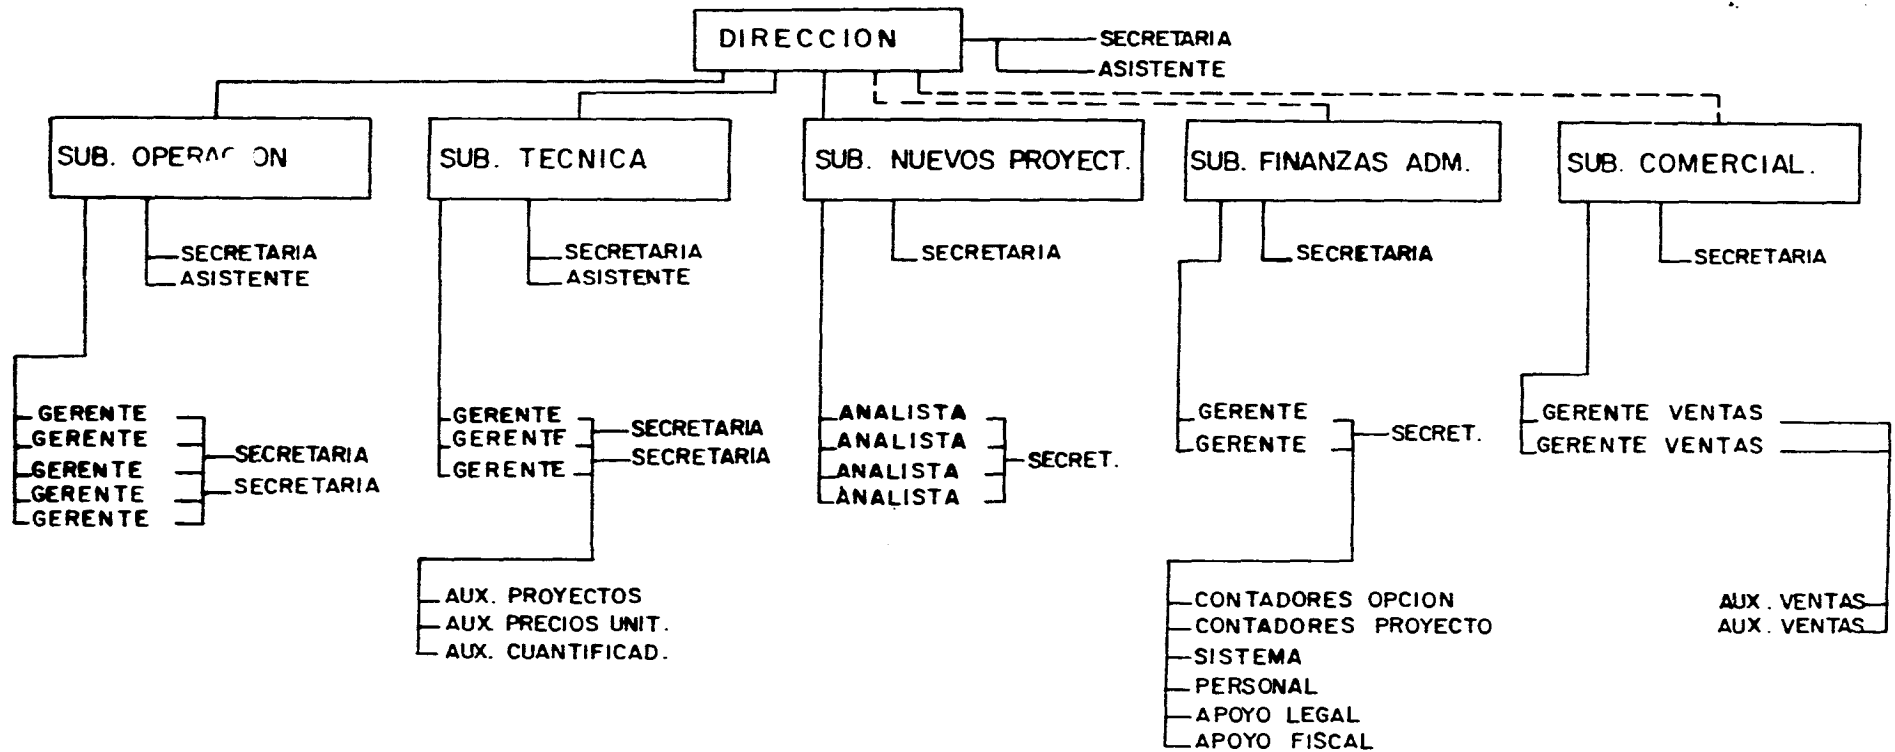 DIRECCION
SECRETARIA
ASISTENTE
SUB. OPERAC ON
SECRETARIA
ASISTENTE
GERENTE
GERENTE
GERENTE
GERENTE
GERENTE
SECRETARIA
SECRETARIA
SUB. TECNICA
SECRETARIA
ASISTENTE
GERENTE
GERENTE
GERENTE
SECRETARIA
SECRETARIA
AUX. PROYECTOS
AUX. PRECIOS UNIT.
AUX. CUANTIFICAD.
SUB. NUEVOS PROYECT.
SECRETARIA
ANALISTA
ANALISTA
ANALISTA
ANALISTA
SECRET.
SUB. FINANZAS ADM.
SECRETARIA
GERENTE
GERENTE
SECRET.
CONTADORES OPCION
CONTADORES PROYECTO
SISTEMA
PERSONAL
APOYO LEGAL
APOYO FISCAL
SUB. COMERCIAL.
SECRETARIA
GERENTE VENTAS
GERENTE VENTAS
AUX. VENTAS
AUX. VENTAS